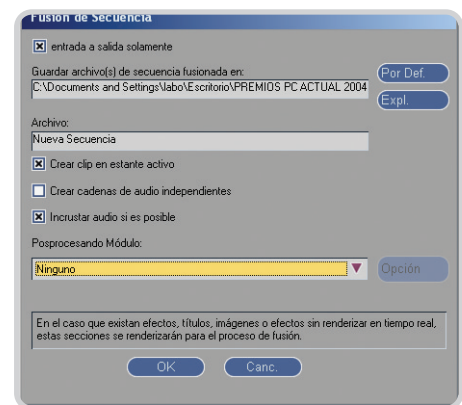 Fusión de Secuencia
entrada a salida solamente
Guardar archivo(s) de secuencia fusionada en:
Por Def.
C:\Documents and Settings\labo\Escritorio\PREMIOS PC ACTUAL 2004
Expl.
Archivo:
Nueva Secuencia
Crear clip en estante activo
Crear cadenas de audio independientes
Incrustar audio si es posible
Posprocesando Módulo:
Ninguno
Opción
En el caso que existan efectos, títulos, imágenes o efectos sin renderizar en tiempo real,
estas secciones se renderizarán para el proceso de fusión.
OK
Canc.